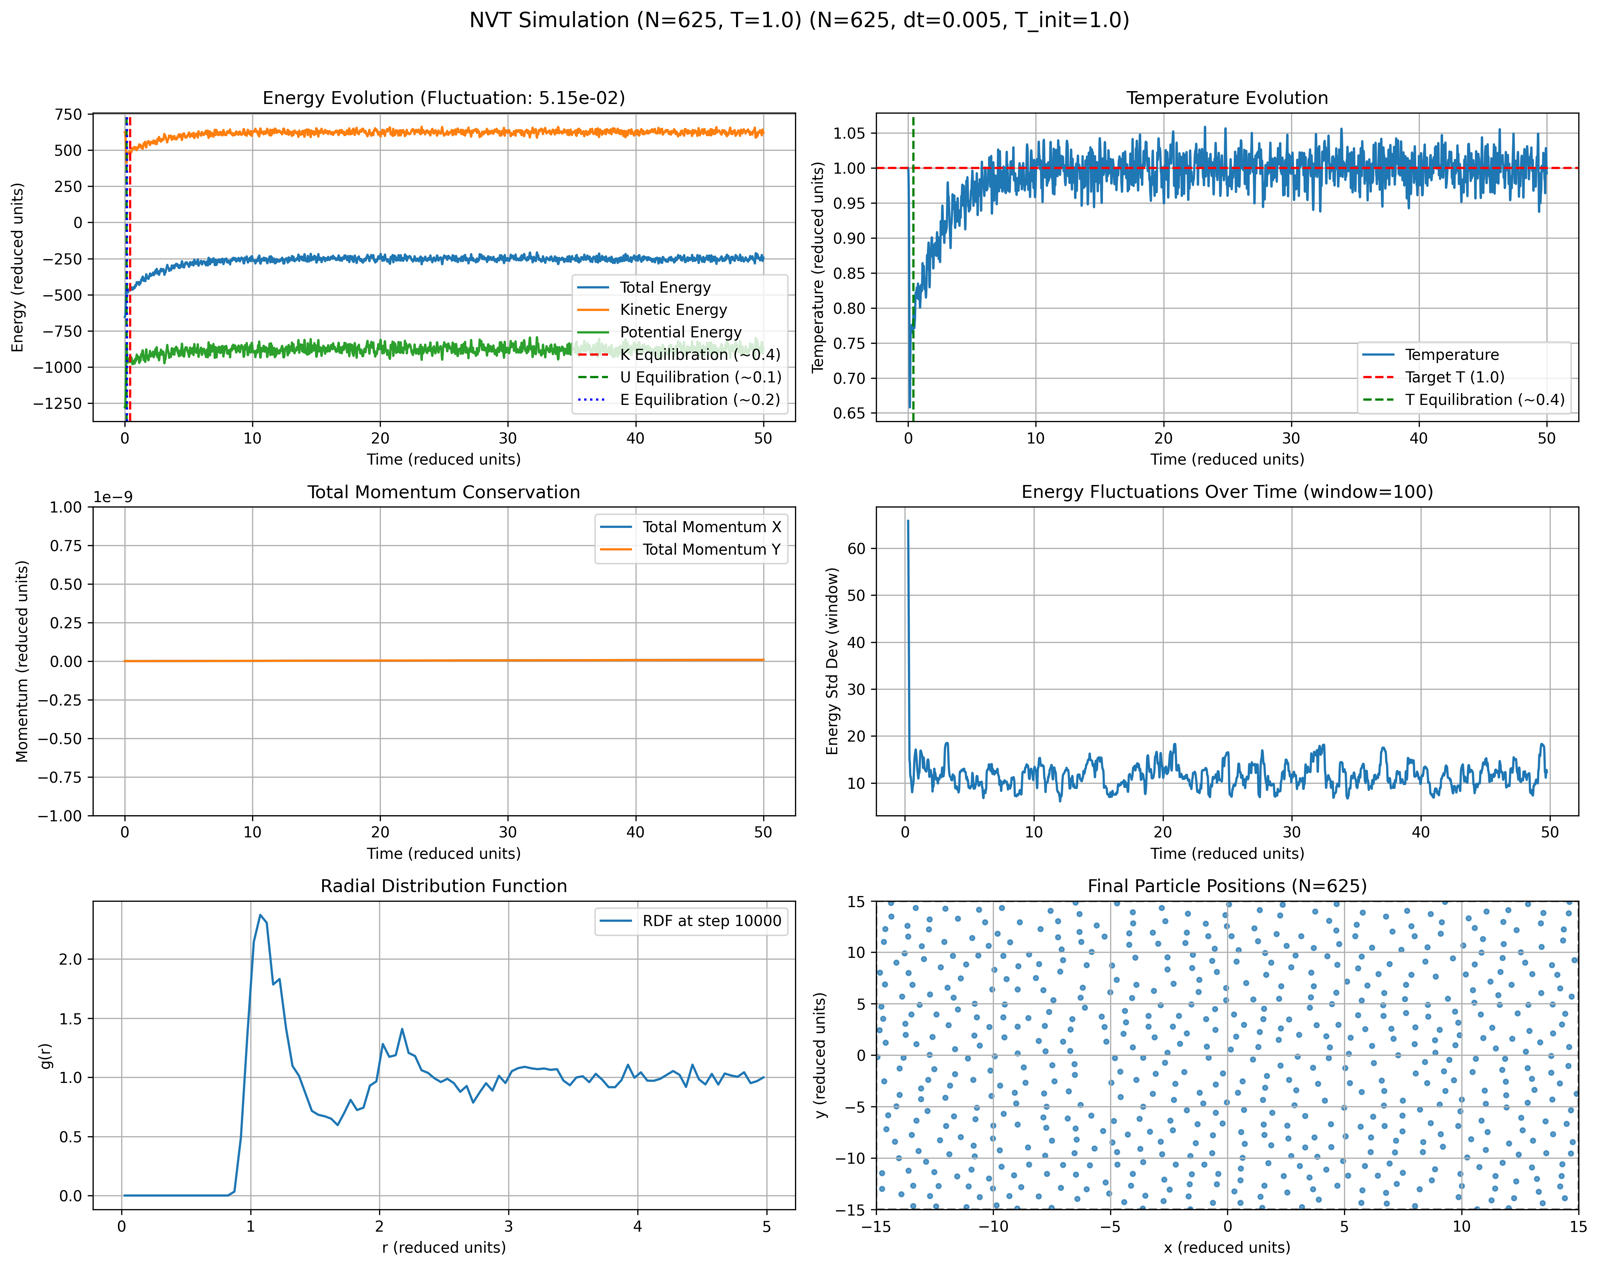 NVT Simulation (N=625, T=1.0) (N=625, dt=0.005, T_init=1.0)
Energy Evolution (Fluctuation: 5.15e-02)
Energy (reduced units)
750
500
250
0
−250
−500
−750
−1000
−1250
Total Energy
Kinetic Energy
Potential Energy
K Equilibration (~0.4)
U Equilibration (~0.1)
E Equilibration (~0.2)
0 10 20 30 40 50
Time (reduced units)
Temperature Evolution
Temperature (reduced units)
1.05
1.00
0.95
0.90
0.85
0.80
0.75
0.70
0.65
Temperature
Target T (1.0)
T Equilibration (~0.4)
0 10 20 30 40 50
Time (reduced units)
Total Momentum Conservation
1e−9
Momentum (reduced units)
1.00
0.75
0.50
0.25
0.00
−0.25
−0.50
−0.75
−1.00
Total Momentum X
Total Momentum Y
0 10 20 30 40 50
Time (reduced units)
Energy Fluctuations Over Time (window=100)
Energy Std Dev (window)
60
50
40
30
20
10
0 10 20 30 40 50
Time (reduced units)
Radial Distribution Function
g(r)
2.0
1.5
1.0
0.5
0.0
RDF at step 10000
0 1 2 3 4 5
r (reduced units)
Final Particle Positions (N=625)
y (reduced units)
15
10
5
0
−5
−10
−15
−15 −10 −5 0 5 10 15
x (reduced units)